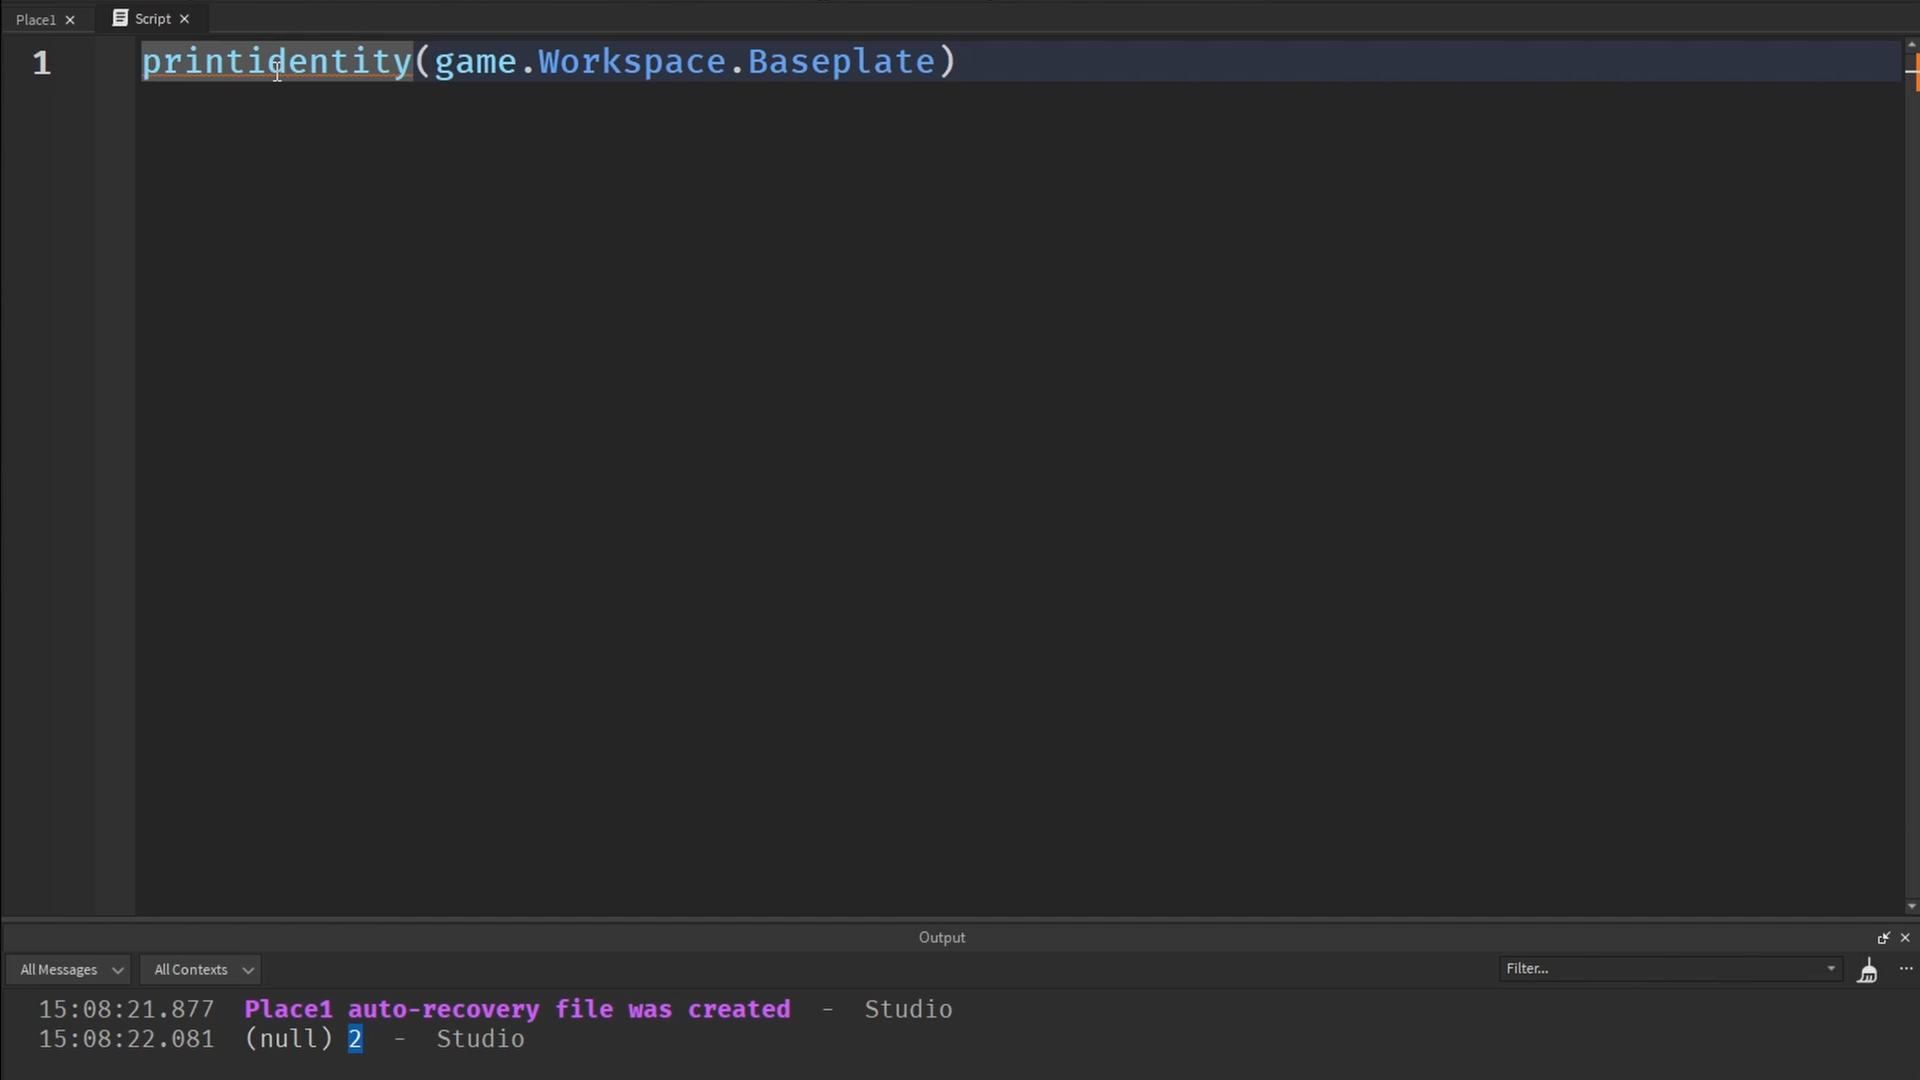 Place1 × Script ×
1 printidentity(game.Workspace.Baseplate)
Output
All Messages All Contexts Filter...
15:08:21.877 Place1 auto-recovery file was created - Studio
15:08:22.081 (null) 2 - Studio